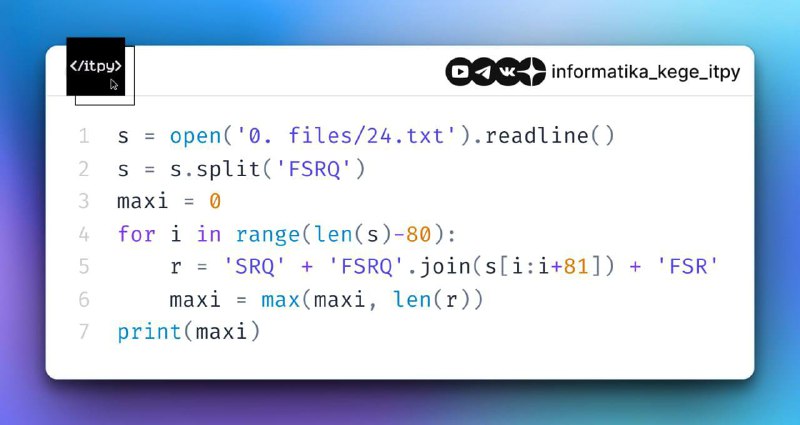 </itpy>
informatika_kege_itpy
1 s = open('0. files/24.txt').readline()
2 s = s.split('FSRQ')
3 maxi = 0
4 for i in range(len(s)-80):
5     r = 'SRQ' + 'FSRQ'.join(s[i:i+81]) + 'FSR'
6     maxi = max(maxi, len(r))
7 print(maxi)